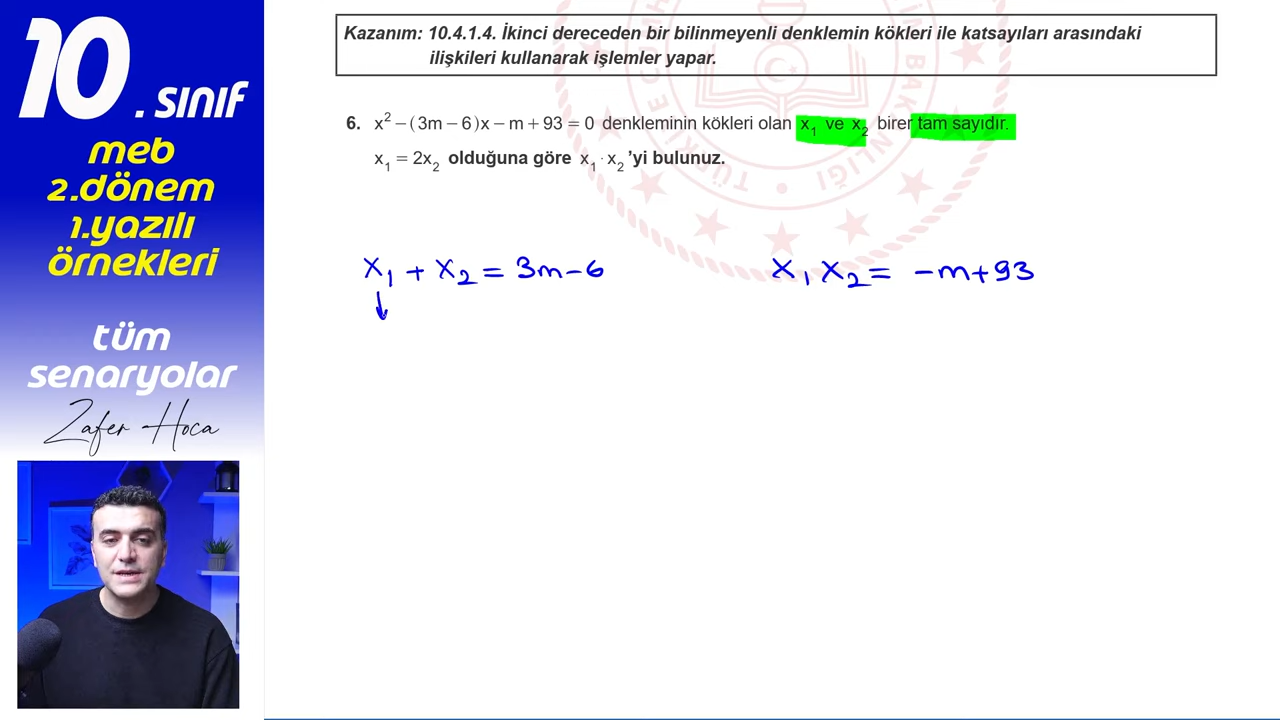 10. SINIF
meb
2.dönem
1.yazılı
örnekleri
tüm
senaryolar
Zafer Hoca
Kazanım: 10.4.1.4. İkinci dereceden bir bilinmeyenli denklemin kökleri ile katsayıları arasındaki
ilişkileri kullanarak işlemler yapar.
6. x² − (3m − 6)x − m + 93 = 0 denkleminin kökleri olan x₁ ve x₂ birer tam sayıdır.
x₁ = 2x₂ olduğuna göre x₁ · x₂ 'yi bulunuz.
x₁ + x₂ = 3m − 6
x₁ x₂ = −m + 93
↓